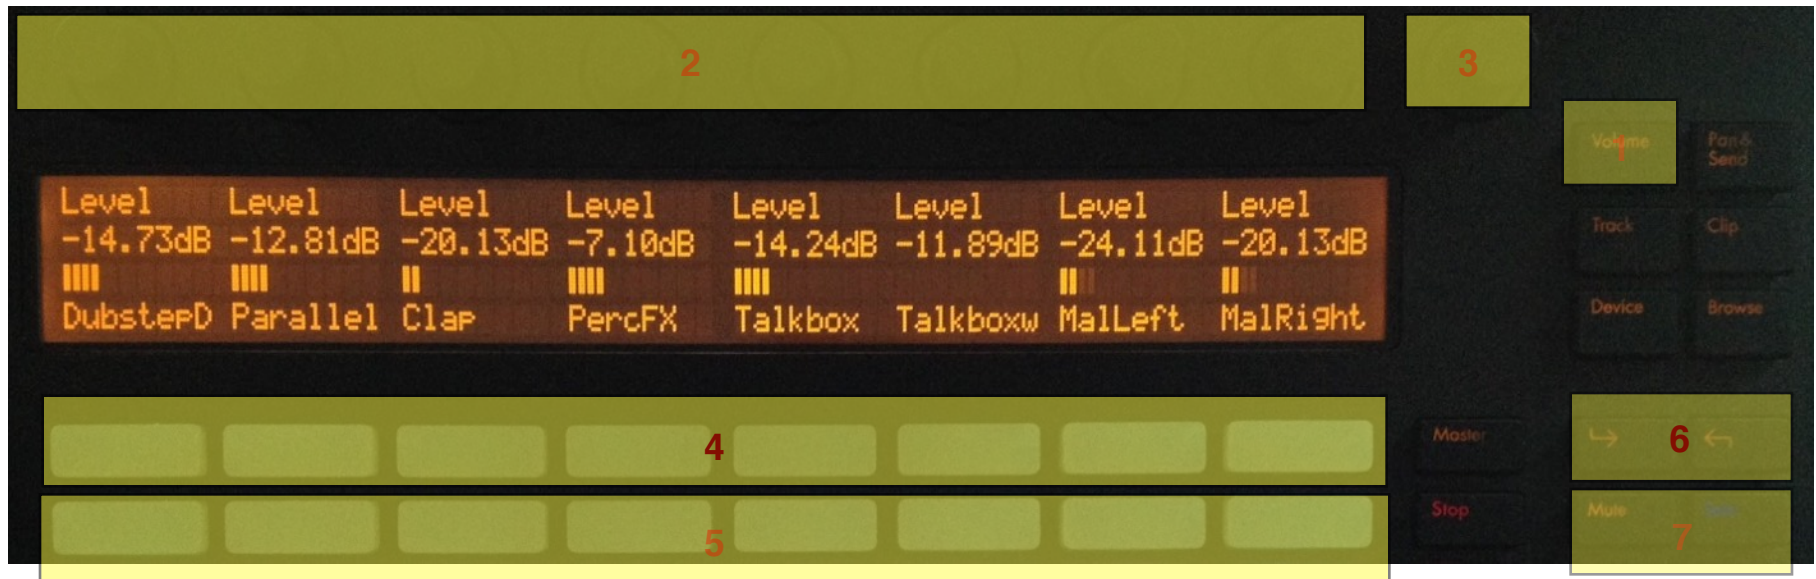 2
3
Volume
1
Pan &
Send
Level Level Level Level Level Level Level Level
-14.73dB -12.81dB -20.13dB -7.10dB -14.24dB -11.89dB -24.11dB -20.13dB
DubstepD Parallel Clap PercFX Talkbox Talkboxw MalLeft MalRight
Track Clip
Device Browse
4
Master
6
5
Stop
Mute
7